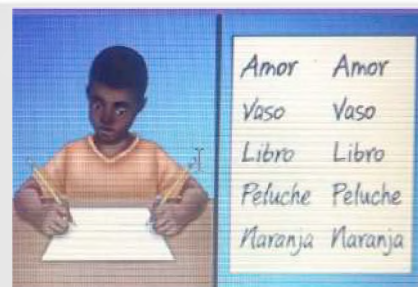 Amor Amor
Vaso Vaso
Libro Libro
Peluche Peluche
Naranja Naranja